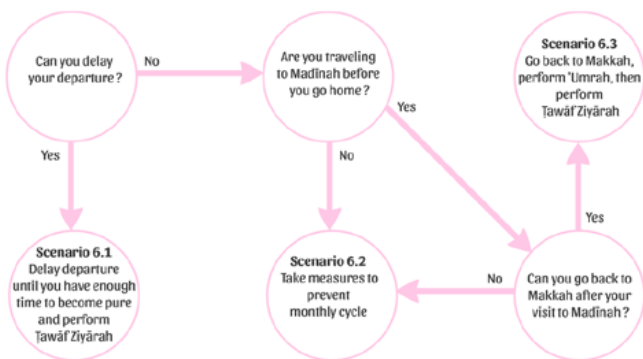 Can you delay
your departure?
No
Are you traveling
to Madīnah before
you go home?
Scenario 6.3
Go back to Makkah,
perform 'Umrah, then
perform
Ṭawāf Ziyārah
Yes
No
Yes
Yes
Scenario 6.1
Delay departure
until you have enough
time to become pure
and perform
Ṭawāf Ziyārah
Scenario 6.2
Take measures to
prevent
monthly cycle
No
Can you go back to
Makkah after your
visit to Madīnah?